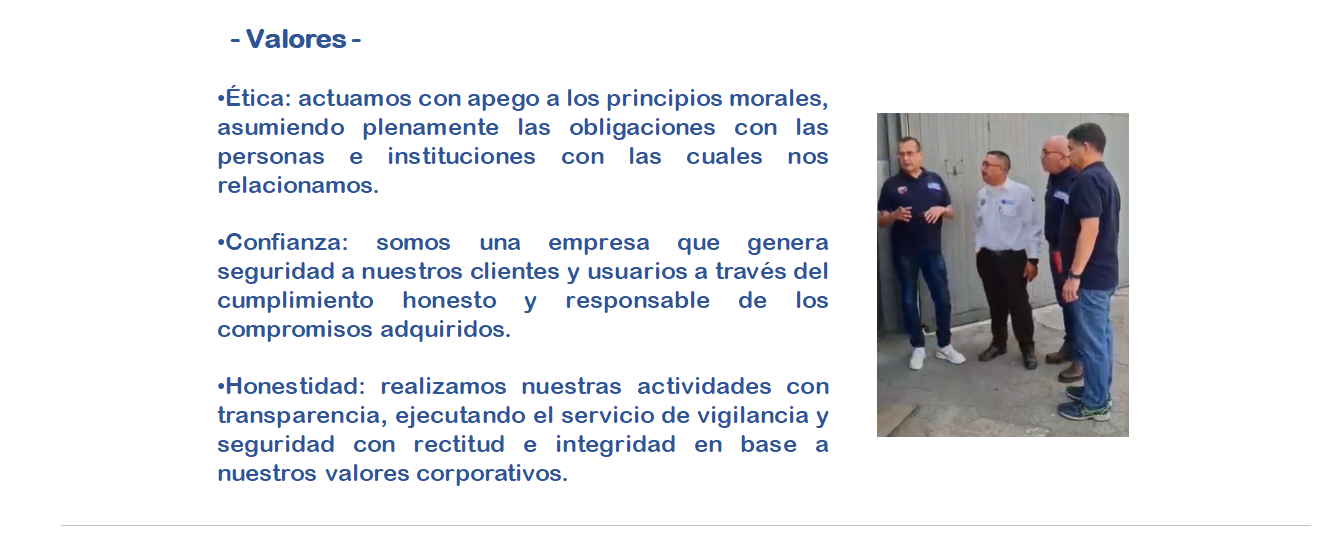 - Valores -
•Ética: actuamos con apego a los principios morales,
asumiendo plenamente las obligaciones con las
personas e instituciones con las cuales nos
relacionamos.
•Confianza: somos una empresa que genera
seguridad a nuestros clientes y usuarios a través del
cumplimiento honesto y responsable de los
compromisos adquiridos.
•Honestidad: realizamos nuestras actividades con
transparencia, ejecutando el servicio de vigilancia y
seguridad con rectitud e integridad en base a
nuestros valores corporativos.